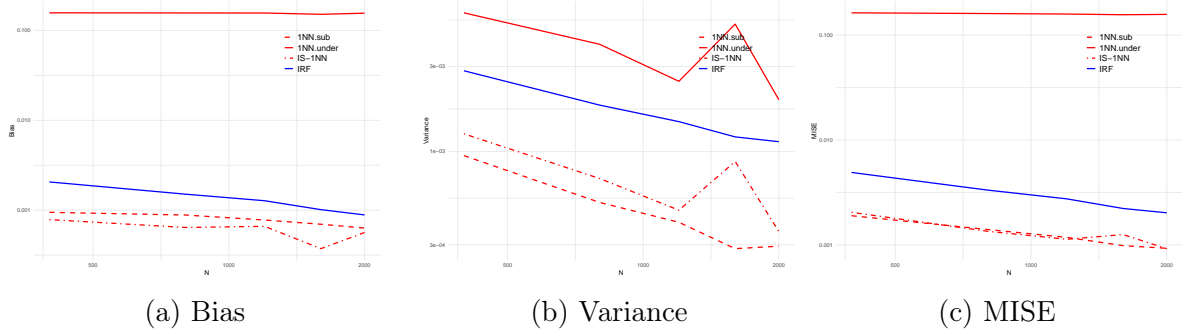 0.100
0.010
0.001
Bias
500
1000
2000
N
1NN.sub
1NN.under
IS−1NN
IRF
(a) Bias
3e−03
1e−03
3e−04
Variance
500
1000
2000
N
1NN.sub
1NN.under
IS−1NN
IRF
(b) Variance
0.100
0.010
0.001
MISE
500
1000
2000
N
1NN.sub
1NN.under
IS−1NN
IRF
(c) MISE